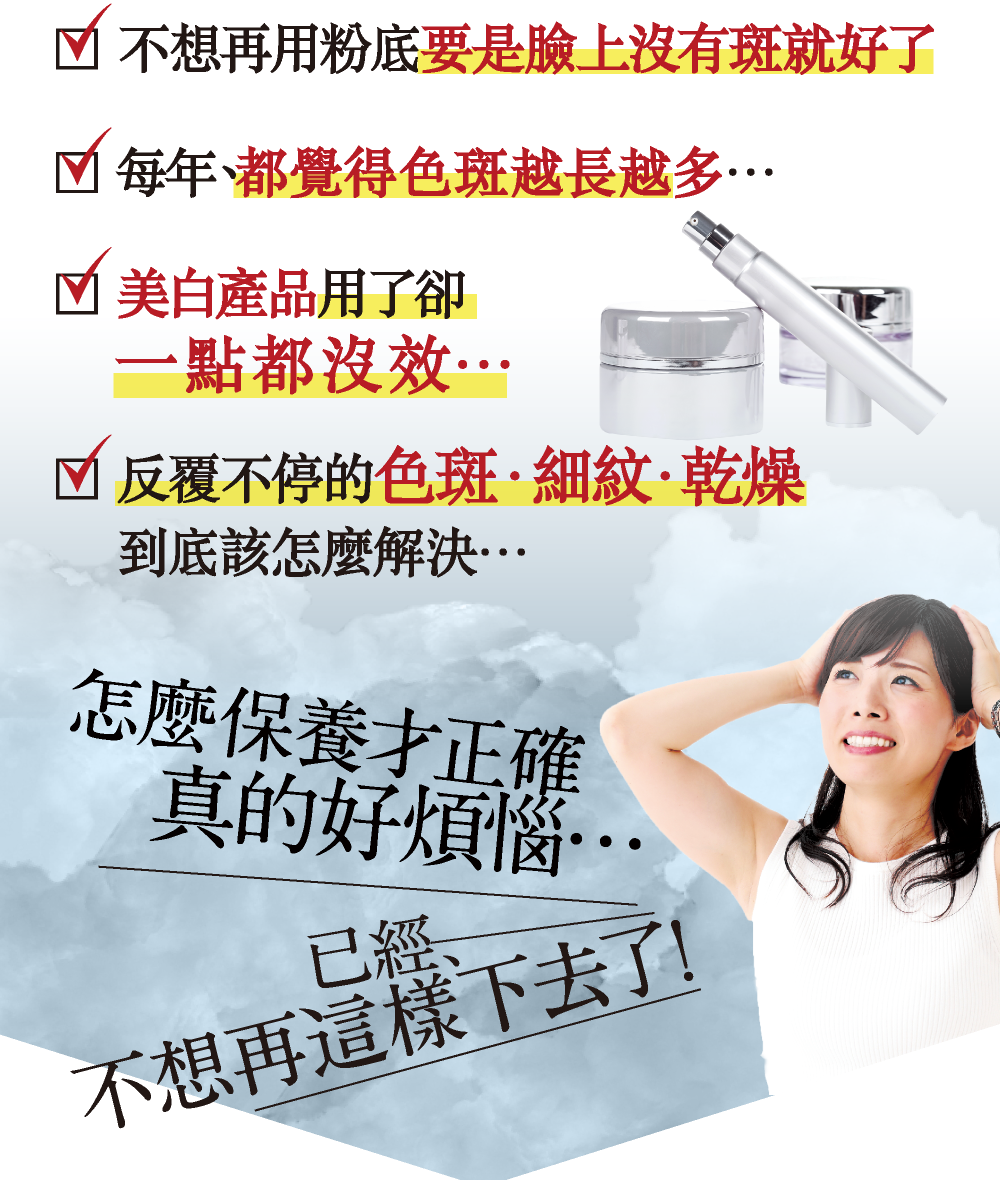 不想再用粉底要是臉上沒有斑就好了
每年、都覺得色斑越長越多…
美白產品用了卻
一點都沒效…
反覆不停的色斑·細紋·乾燥
到底該怎麼解決…
怎麼保養才正確
真的好煩惱…
已經、
不想再這樣下去了!